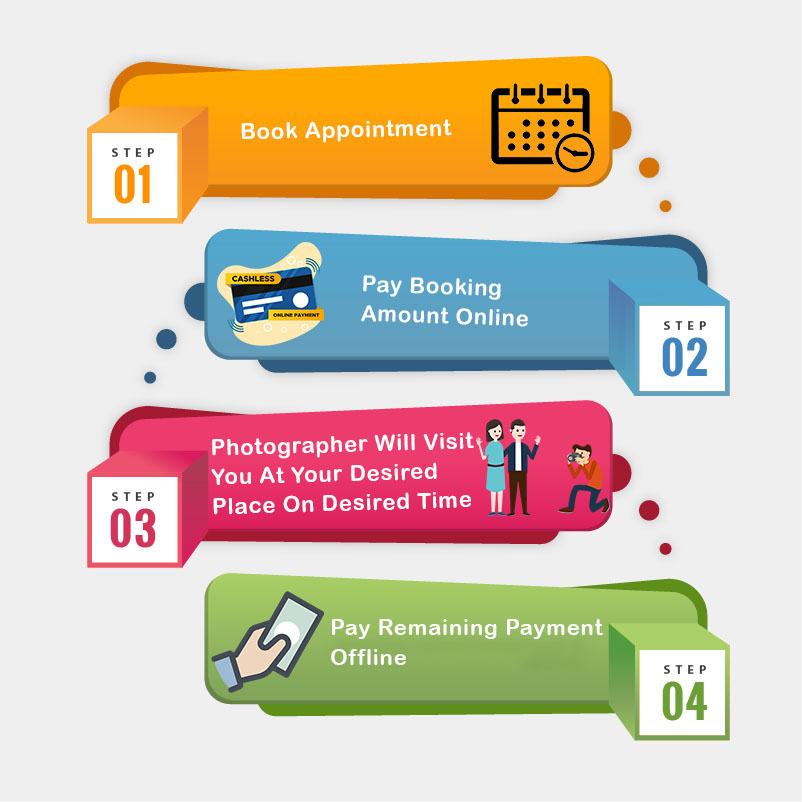 STEP
01
Book Appointment
CASHLESS
ONLINE PAYMENT
Pay Booking
Amount Online
STEP
02
STEP
03
Photographer Will Visit
You At Your Desired
Place On Desired Time
Pay Remaining Payment
Offline
STEP
04